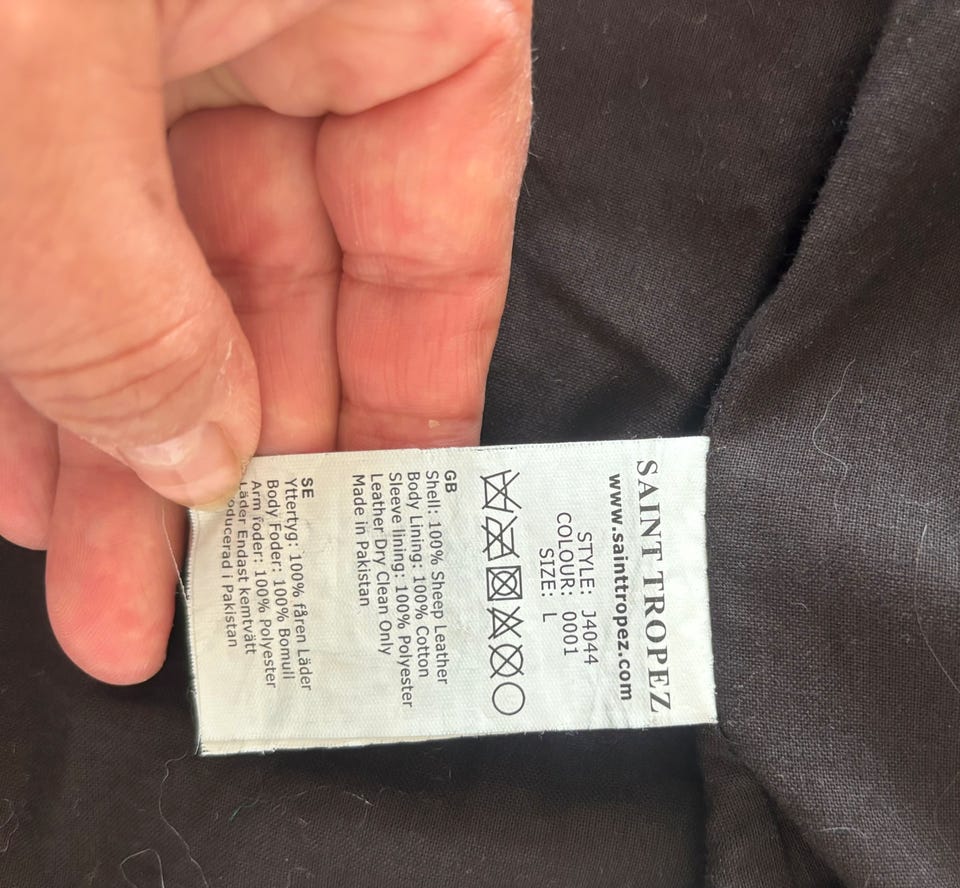 SAINT TROPEZ
www.sainttropez.com
STYLE: J4044
COLOUR: 0001
SIZE: L
GB
Shell: 100% Sheep Leather
Body Lining: 100% Cotton
Sleeve lining: 100% Polyester
Leather Dry Clean Only
Made in Pakistan
SE
Yttertyg: 100% fåren Läder
Body Foder: 100% Bomull
Arm foder: 100% Polyester
Läder Endast kemtvätt
oducerad i Pakistan